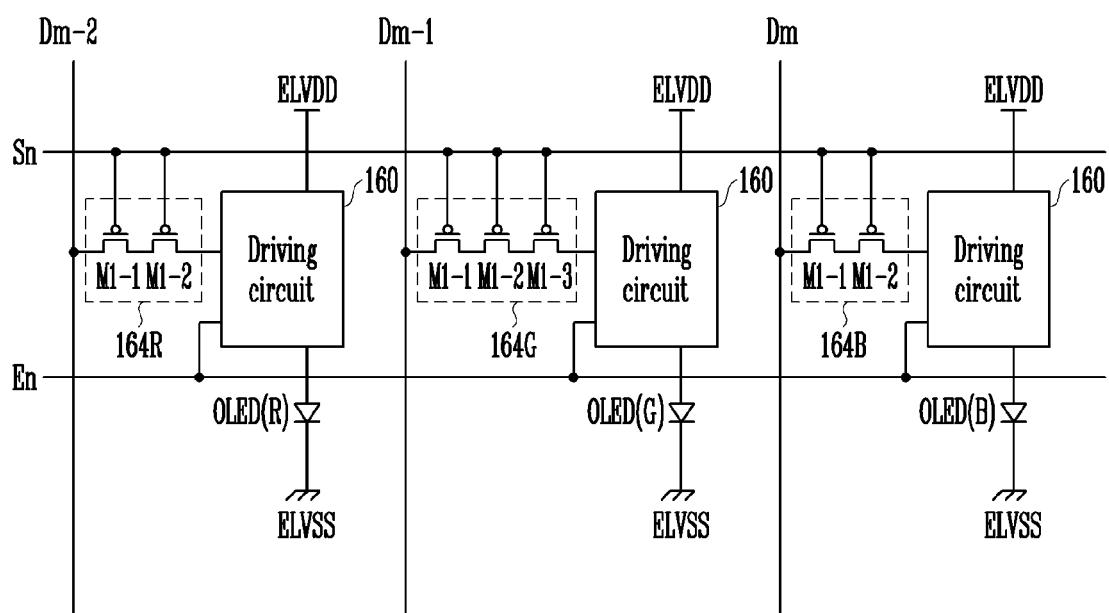 Dm-2 Dm-1 Dm
ELVDD ELVDD ELVDD
Sn
160 160 160
Driving circuit
Driving circuit
Driving circuit
M1-1 M1-2
M1-1 M1-2 M1-3
M1-1 M1-2
164R 164G 164B
En
OLED(R) OLED(G) OLED(B)
ELVSS ELVSS ELVSS